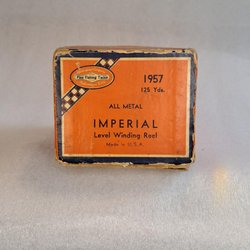 Fine Fishing Tackle
1957
125 Yds.
ALL METAL
IMPERIAL
Level Winding Reel
Made in U.S.A.